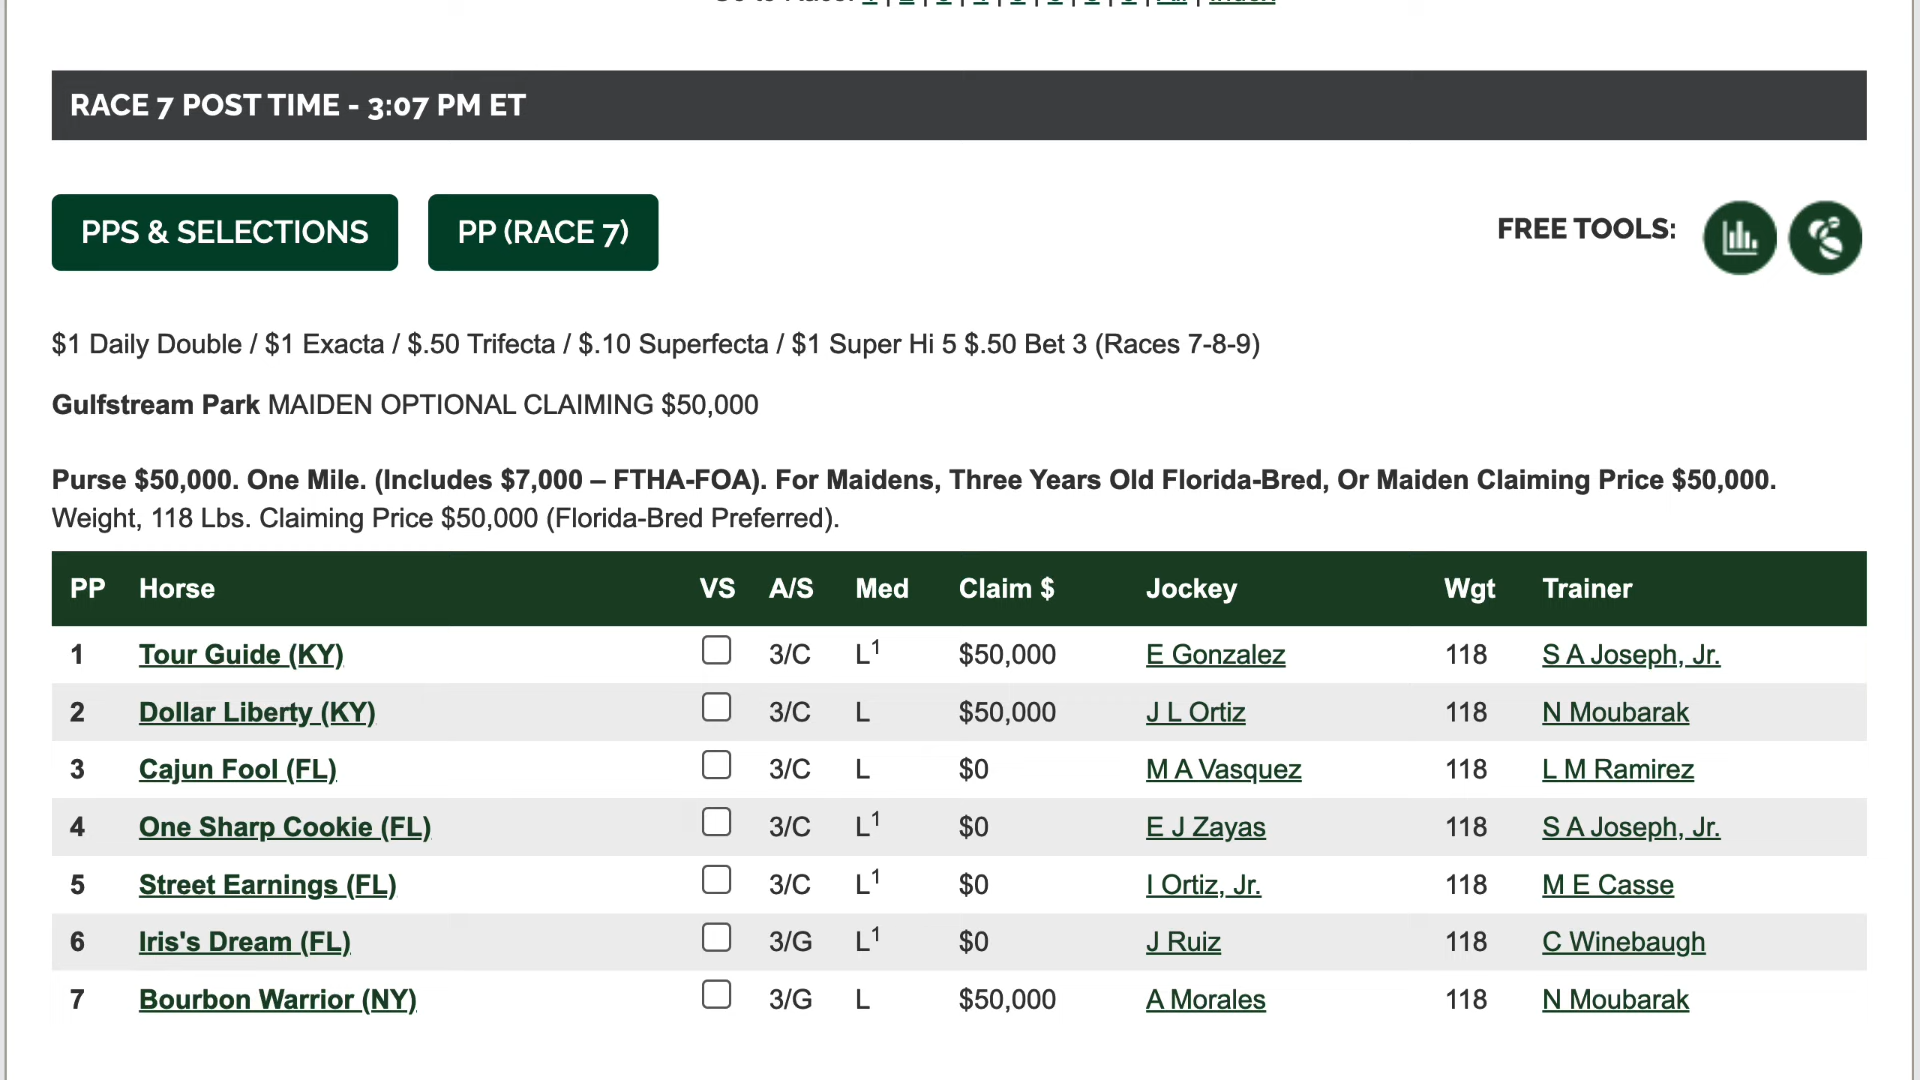 RACE 7 POST TIME - 3:07 PM ET
PPS & SELECTIONS PP (RACE 7) FREE TOOLS:
$1 Daily Double / $1 Exacta / $.50 Trifecta / $.10 Superfecta / $1 Super Hi 5 $.50 Bet 3 (Races 7-8-9)
Gulfstream Park MAIDEN OPTIONAL CLAIMING $50,000
Purse $50,000. One Mile. (Includes $7,000 – FTHA-FOA). For Maidens, Three Years Old Florida-Bred, Or Maiden Claiming Price $50,000.
Weight, 118 Lbs. Claiming Price $50,000 (Florida-Bred Preferred).
PP Horse VS A/S Med Claim $ Jockey Wgt Trainer
1 Tour Guide (KY) 3/C L¹ $50,000 E Gonzalez 118 S A Joseph, Jr.
2 Dollar Liberty (KY) 3/C L $50,000 J L Ortiz 118 N Moubarak
3 Cajun Fool (FL) 3/C L $0 M A Vasquez 118 L M Ramirez
4 One Sharp Cookie (FL) 3/C L¹ $0 E J Zayas 118 S A Joseph, Jr.
5 Street Earnings (FL) 3/C L¹ $0 I Ortiz, Jr. 118 M E Casse
6 Iris's Dream (FL) 3/G L¹ $0 J Ruiz 118 C Winebaugh
7 Bourbon Warrior (NY) 3/G L $50,000 A Morales 118 N Moubarak